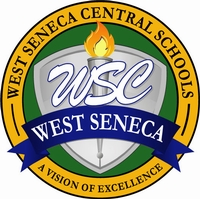 WEST SENECA CENTRAL SCHOOLS
WSC
WEST SENECA
A VISION OF EXCELLENCE